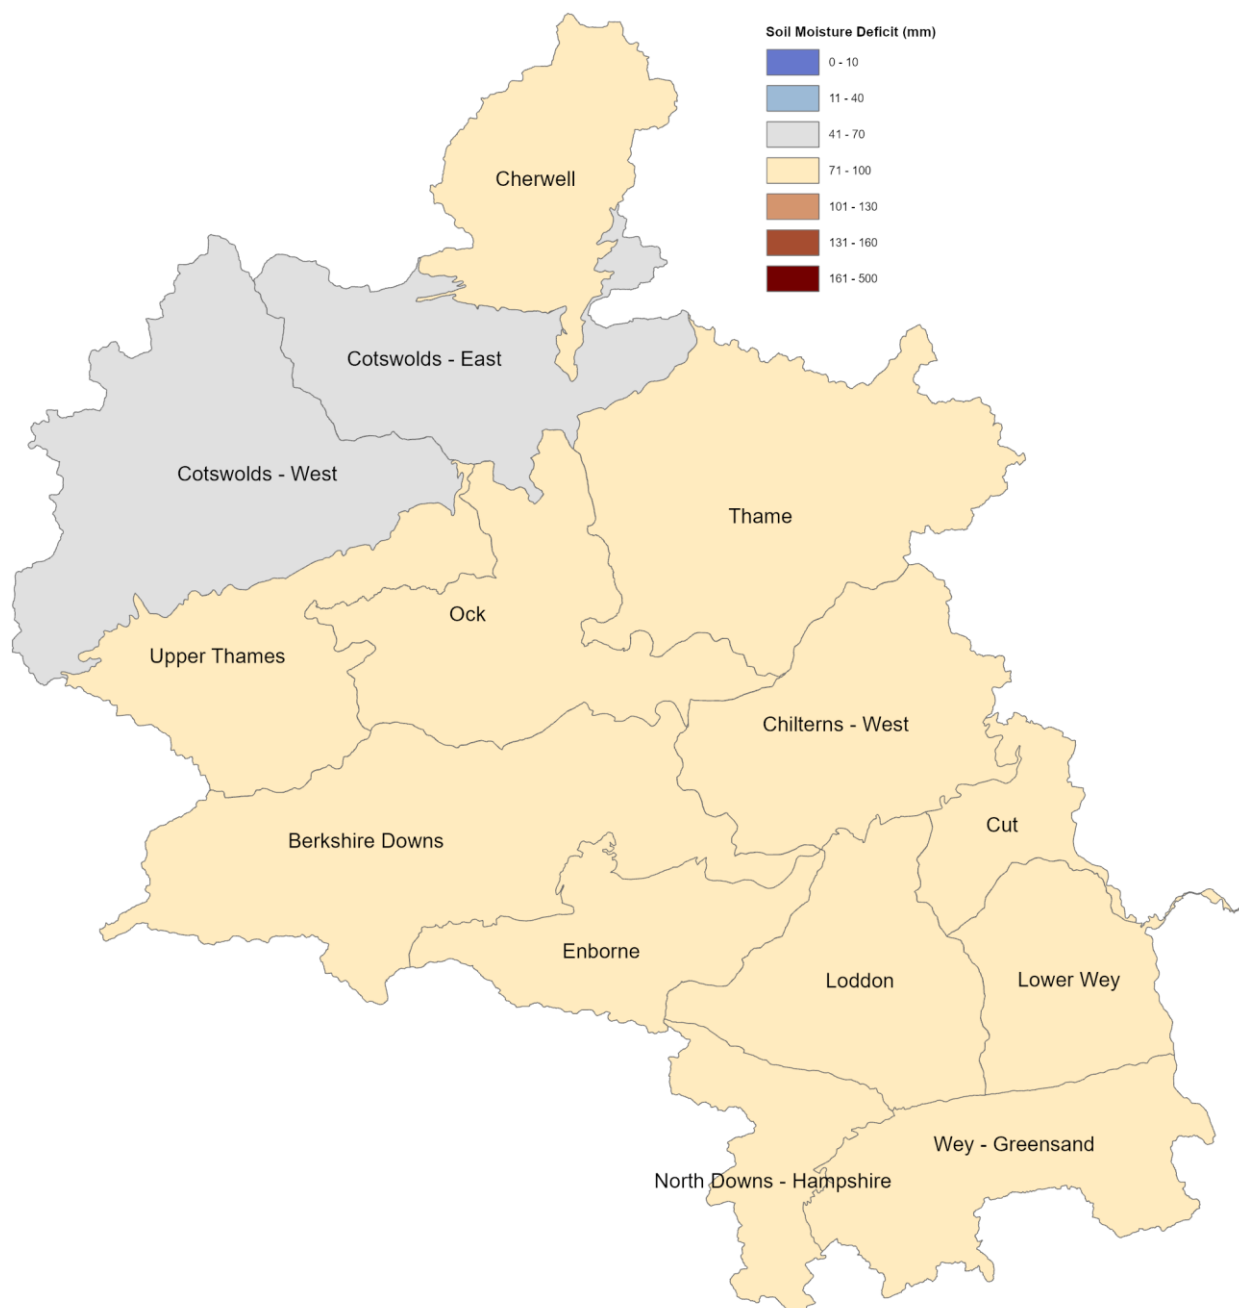 Soil Moisture Deficit (mm)
0 - 10
11 - 40
41 - 70
71 - 100
101 - 130
131 - 160
161 - 500
Cherwell
Cotswolds - East
Cotswolds - West
Thame
Ock
Upper Thames
Chilterns - West
Cut
Berkshire Downs
Enborne
Loddon
Lower Wey
Wey - Greensand
North Downs - Hampshire